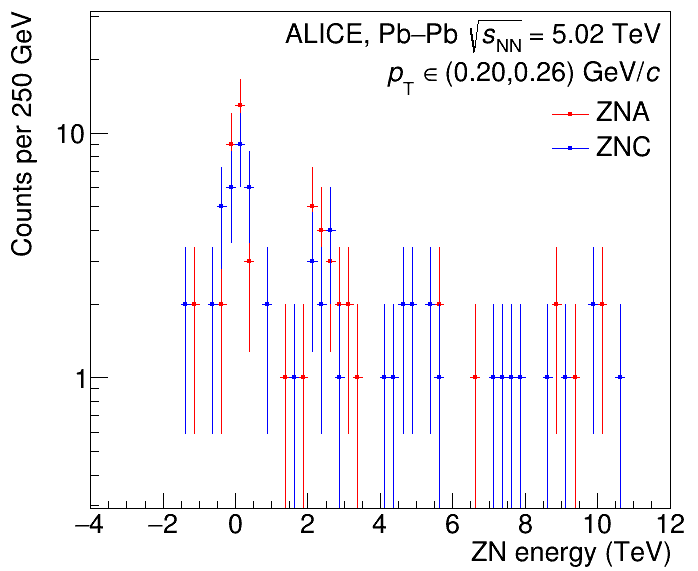 ALICE, Pb–Pb √sNN = 5.02 TeV
pT ∈ (0.20,0.26) GeV/c
ZNA
ZNC
Counts per 250 GeV
10
1
−4 −2 0 2 4 6 8 10 12
ZN energy (TeV)